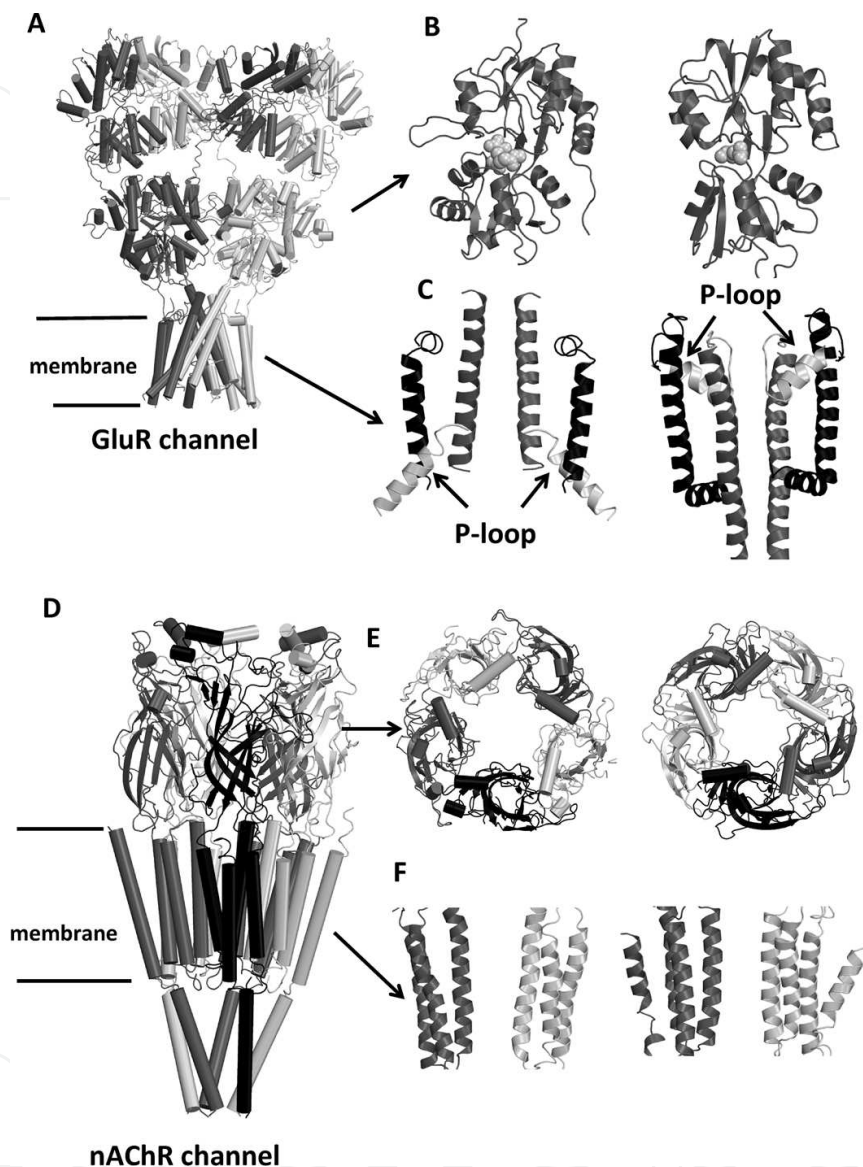 A
B
membrane
GluR channel
C
P-loop
P-loop
D
E
membrane
F
nAChR channel